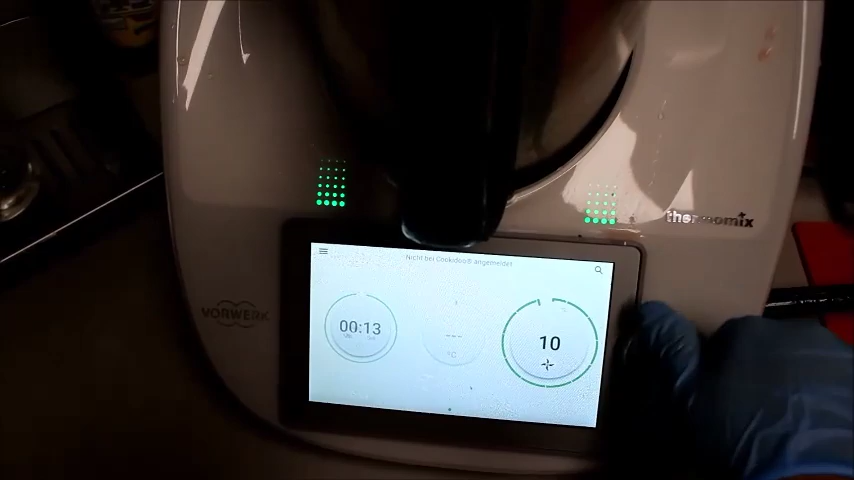 thermomix
Nicht bei Cookidoo® angemeldet
VORWERK
00:13
10
---
°C